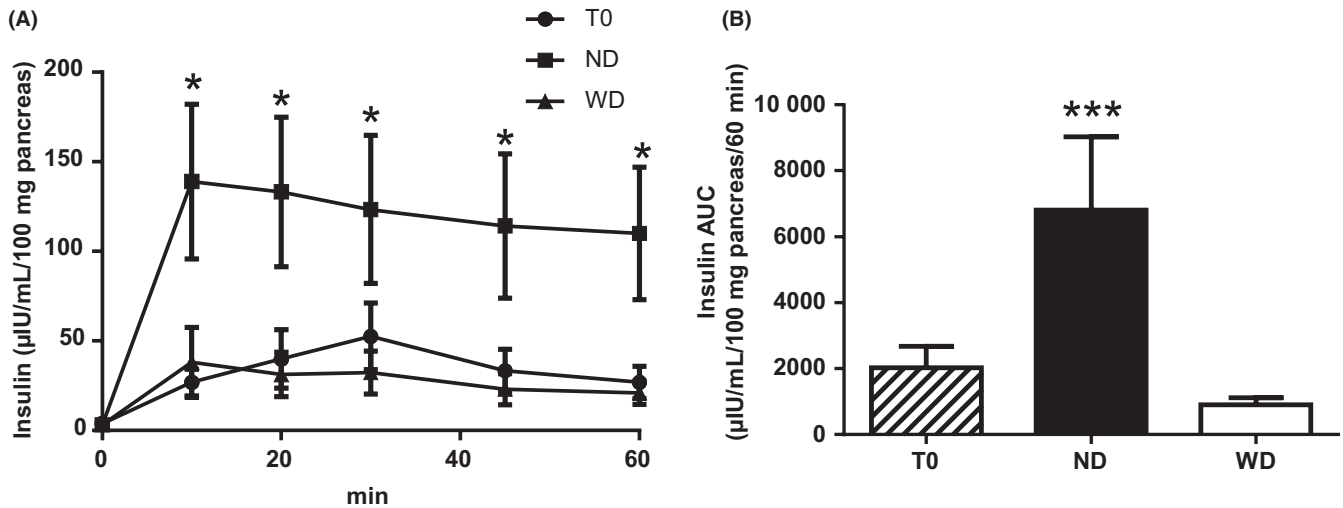 (A)
T0
ND
WD
Insulin (µIU/mL/100 mg pancreas)
200
150
100
50
0
* * * * *
0 20 40 60
min
(B)
Insulin AUC
(µIU/mL/100 mg pancreas/60 min)
10 000
8000
6000
4000
2000
0
***
T0 ND WD